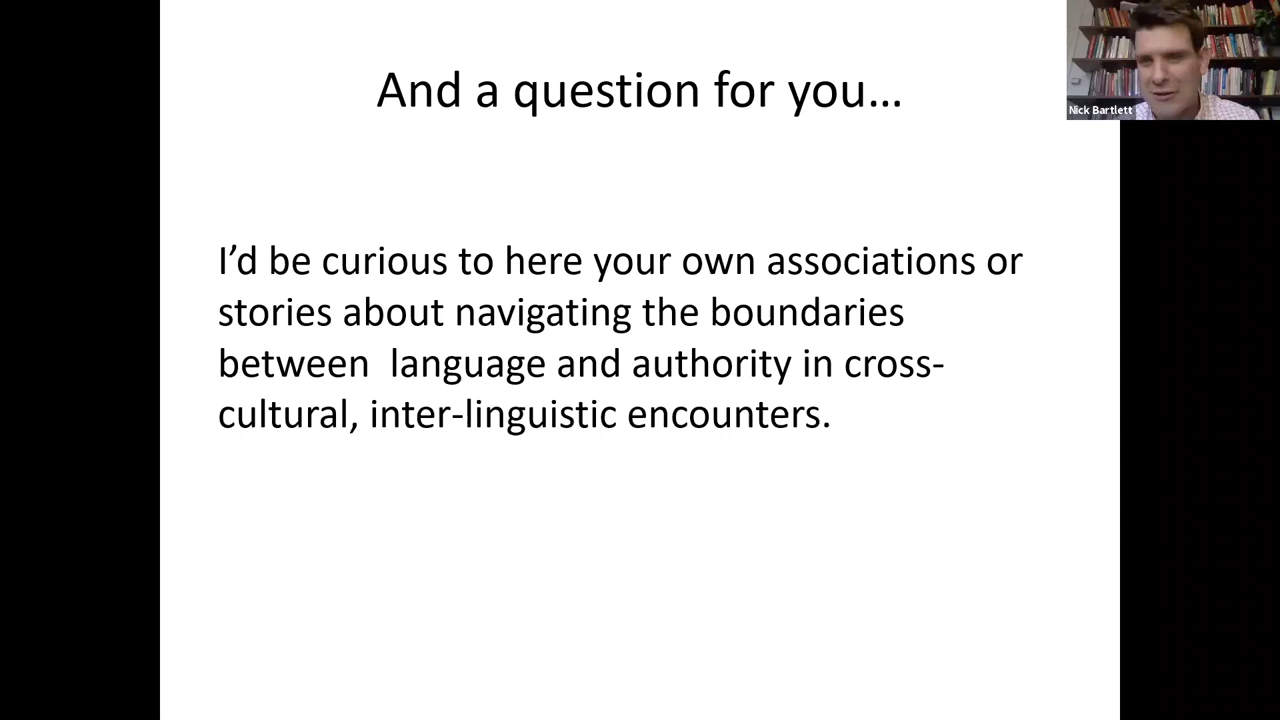 And a question for you…
Nick Bartlett
I’d be curious to here your own associations or
stories about navigating the boundaries
between  language and authority in cross-
cultural, inter-linguistic encounters.